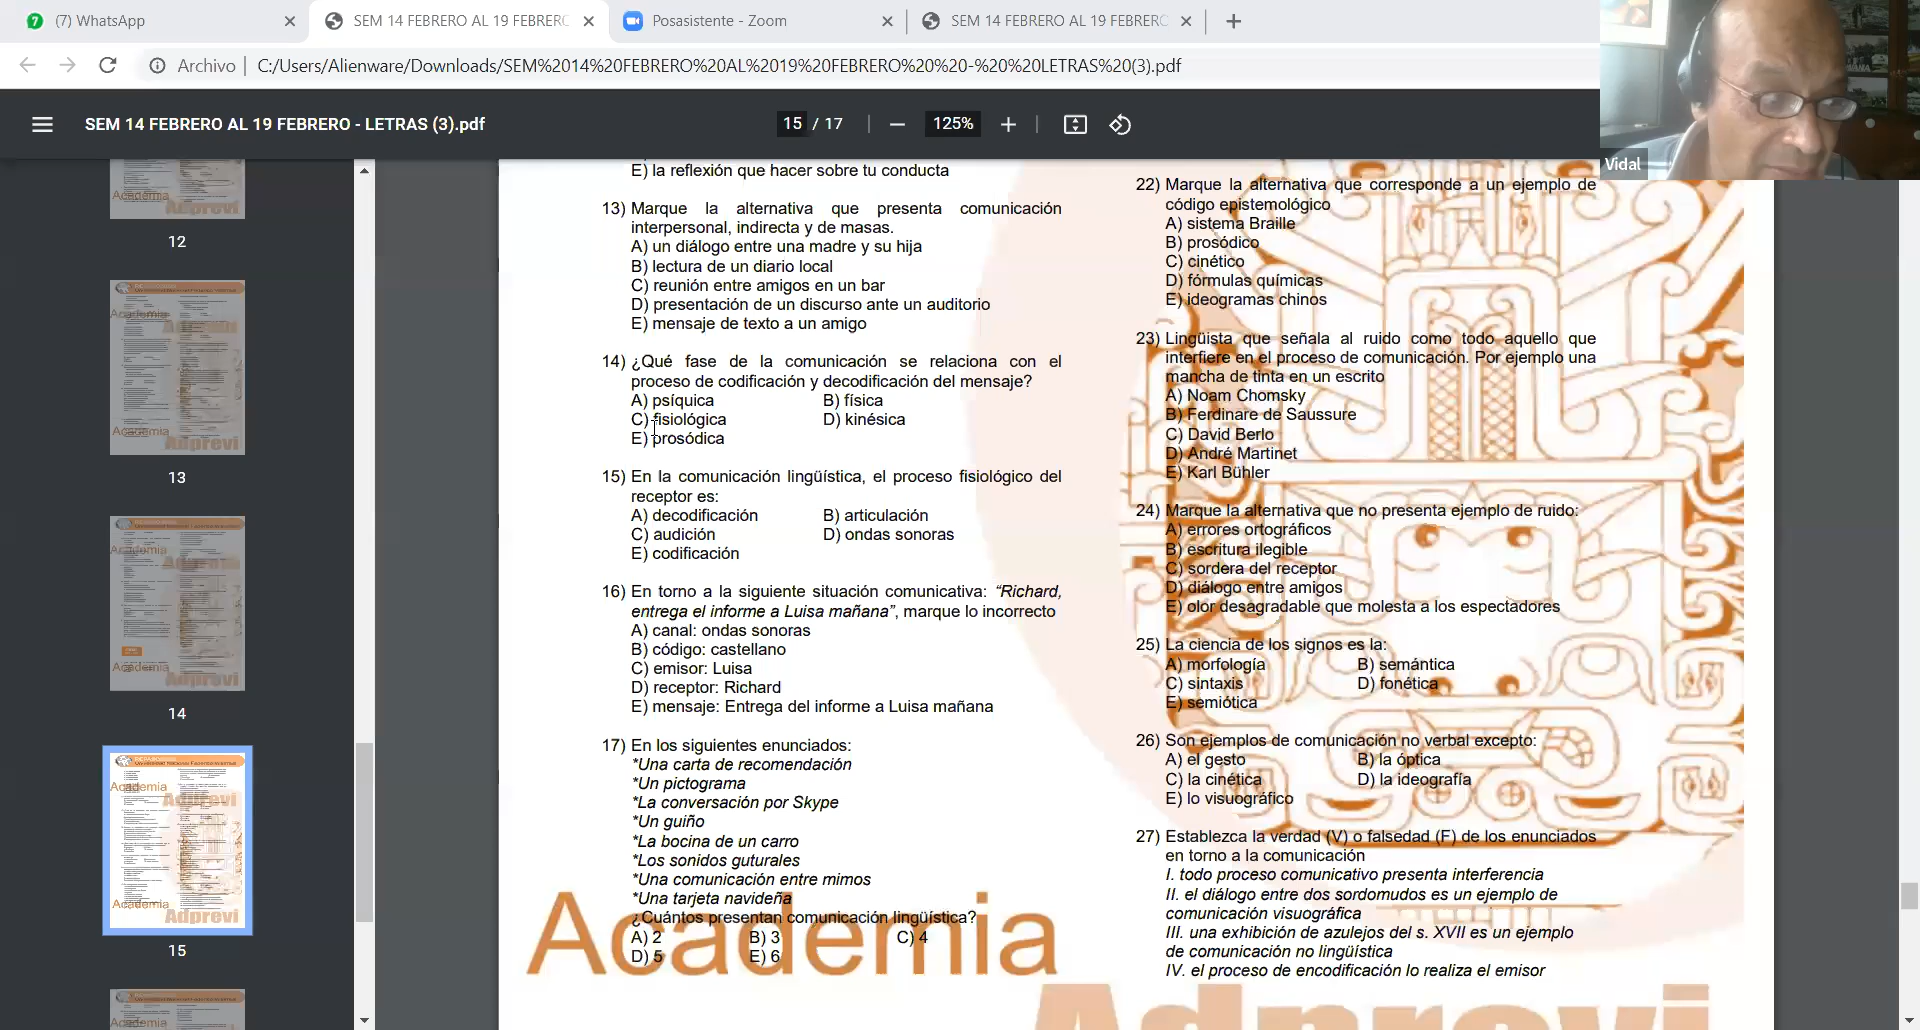 (7) WhatsApp
SEM 14 FEBRERO AL 19 FEBRERO
Posasistente - Zoom
SEM 14 FEBRERO AL 19 FEBRERO
Archivo
C:/Users/Alienware/Downloads/SEM%2014%20FEBRERO%20AL%2019%20FEBRERO%20%20-%20%20LETRAS%20(3).pdf
SEM 14 FEBRERO AL 19 FEBRERO - LETRAS (3).pdf
15 / 17
125%
Vidal
12
13
14
15
E) la reflexión que hacer sobre tu conducta
13) Marque la alternativa que presenta comunicación
interpersonal, indirecta y de masas.
A) un diálogo entre una madre y su hija
B) lectura de un diario local
C) reunión entre amigos en un bar
D) presentación de un discurso ante un auditorio
E) mensaje de texto a un amigo
14) ¿Qué fase de la comunicación se relaciona con el
proceso de codificación y decodificación del mensaje?
A) psíquica B) física
C) fisiológica D) kinésica
E) prosódica
15) En la comunicación lingüística, el proceso fisiológico del
receptor es:
A) decodificación B) articulación
C) audición D) ondas sonoras
E) codificación
16) En torno a la siguiente situación comunicativa: “Richard,
entrega el informe a Luisa mañana”, marque lo incorrecto
A) canal: ondas sonoras
B) código: castellano
C) emisor: Luisa
D) receptor: Richard
E) mensaje: Entrega del informe a Luisa mañana
17) En los siguientes enunciados:
*Una carta de recomendación
*Un pictograma
*La conversación por Skype
*Un guiño
*La bocina de un carro
*Los sonidos guturales
*Una comunicación entre mimos
*Una tarjeta navideña
¿Cuántos presentan comunicación lingüística?
A) 2 B) 3 C) 4
D) 5 E) 6
22) Marque la alternativa que corresponde a un ejemplo de
código epistemológico
A) sistema Braille
B) prosódico
C) cinético
D) fórmulas químicas
E) ideogramas chinos
23) Lingüista que señala al ruido como todo aquello que
interfiere en el proceso de comunicación. Por ejemplo una
mancha de tinta en un escrito
A) Noam Chomsky
B) Ferdinare de Saussure
C) David Berlo
D) André Martinet
E) Karl Bühler
24) Marque la alternativa que no presenta ejemplo de ruido:
A) errores ortográficos
B) escritura ilegible
C) sordera del receptor
D) diálogo entre amigos
E) olor desagradable que molesta a los espectadores
25) La ciencia de los signos es la:
A) morfología B) semántica
C) sintaxis D) fonética
E) semiótica
26) Son ejemplos de comunicación no verbal excepto:
A) el gesto B) la óptica
C) la cinética D) la ideografía
E) lo visuográfico
27) Establezca la verdad (V) o falsedad (F) de los enunciados
en torno a la comunicación
I. todo proceso comunicativo presenta interferencia
II. el diálogo entre dos sordomudos es un ejemplo de
comunicación visuográfica
III. una exhibición de azulejos del s. XVII es un ejemplo
de comunicación no lingüística
IV. el proceso de encodificación lo realiza el emisor
Academia
Adprevi